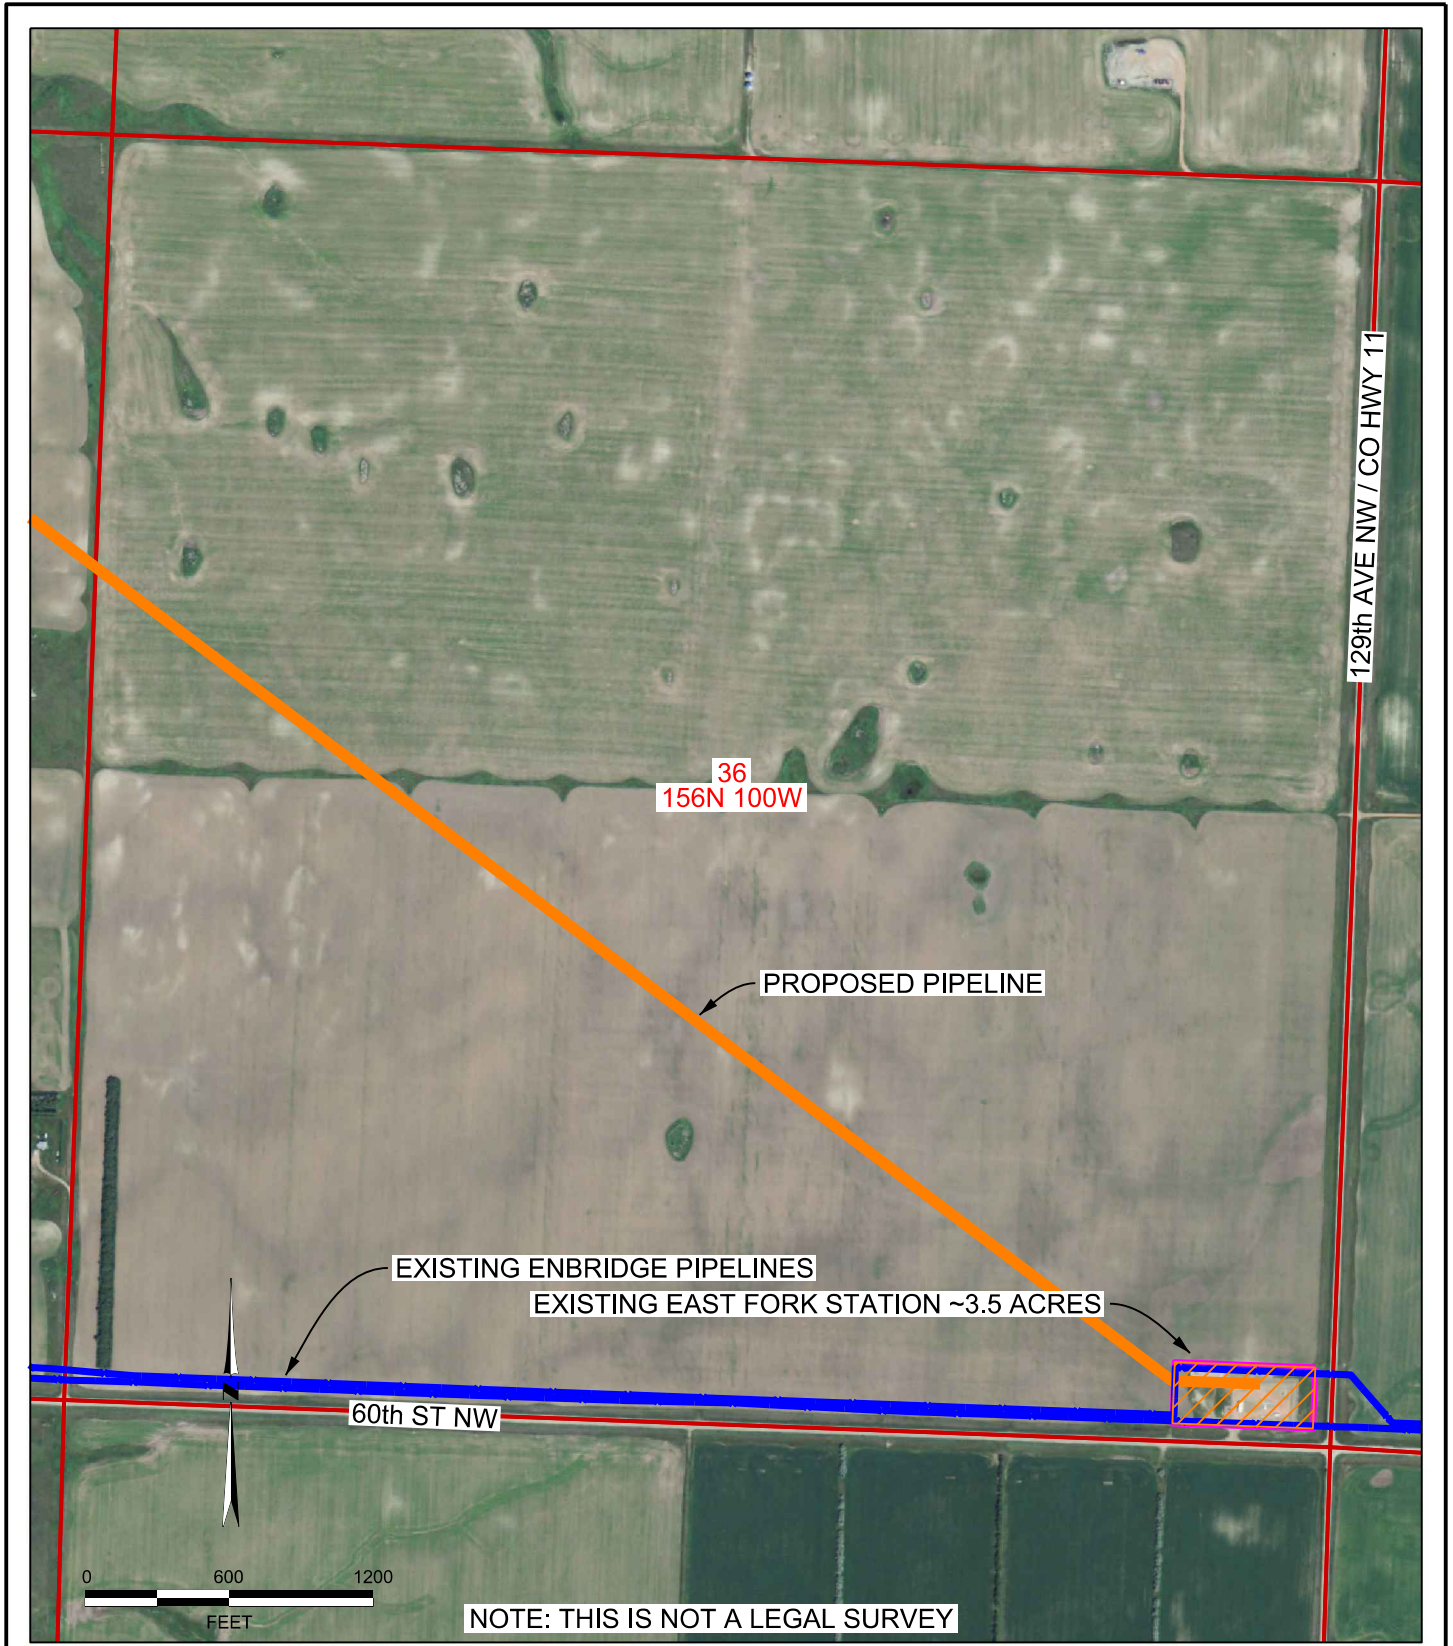 129th AVE NW / CO HWY 11
36
156N 100W
PROPOSED PIPELINE
EXISTING ENBRIDGE PIPELINES
EXISTING EAST FORK STATION ~3.5 ACRES
60th ST NW
0 600 1200
FEET
NOTE: THIS IS NOT A LEGAL SURVEY